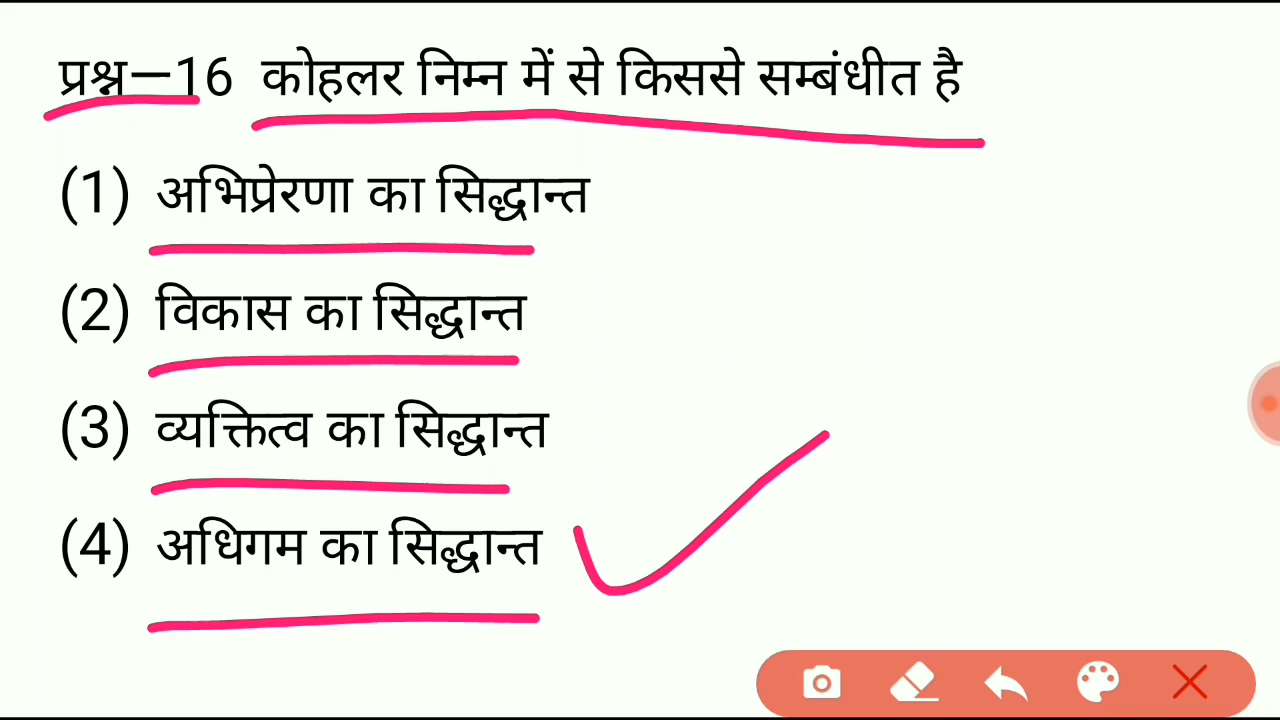 प्रश्न—16 कोहलर निम्न में से किससे सम्बंधीत है
(1) अभिप्रेरणा का सिद्धान्त
(2) विकास का सिद्धान्त
(3) व्यक्तित्व का सिद्धान्त
(4) अधिगम का सिद्धान्त